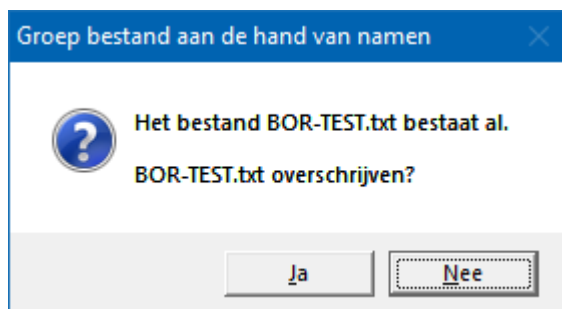 Groep bestand aan de hand van namen
Het bestand BOR-TEST.txt bestaat al.
BOR-TEST.txt overschrijven?
Ja
Nee